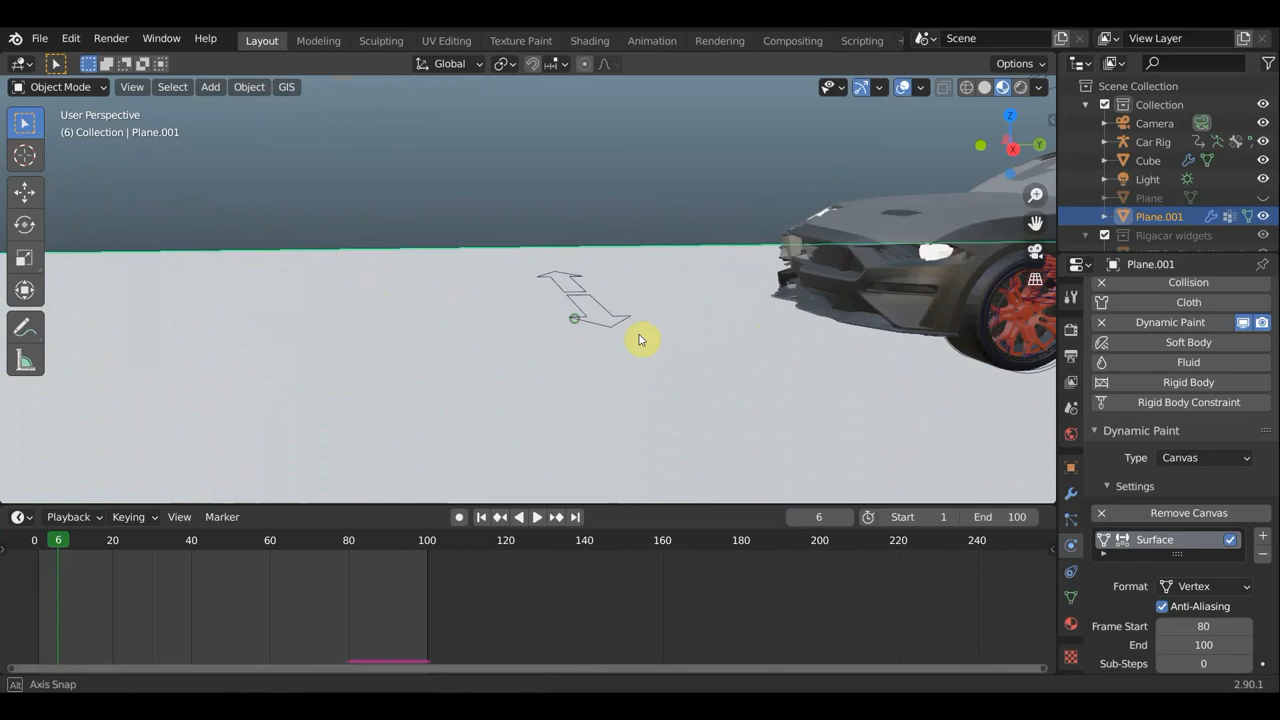 File Edit Render Window Help
Layout Modeling Sculpting UV Editing Texture Paint Shading Animation Rendering Compositing Scripting
Scene
View Layer
Global
Options
Object Mode View Select Add Object GIS
User Perspective
(6) Collection | Plane.001
Z
X
Y
Scene Collection
Collection
Camera
Car Rig
Cube
Light
Plane
Plane.001
Rigacar widgets
Plane.001
Collision
Cloth
Dynamic Paint
Soft Body
Fluid
Rigid Body
Rigid Body Constraint
Dynamic Paint
Type Canvas
Settings
Remove Canvas
Surface
Format Vertex
Anti-Aliasing
Frame Start 80
End 100
Sub-Steps 0
Playback Keying View Marker
6
Start 1
End 100
0 6 20 40 60 80 100 120 140 160 180 200 220 240
Alt Axis Snap
2.90.1